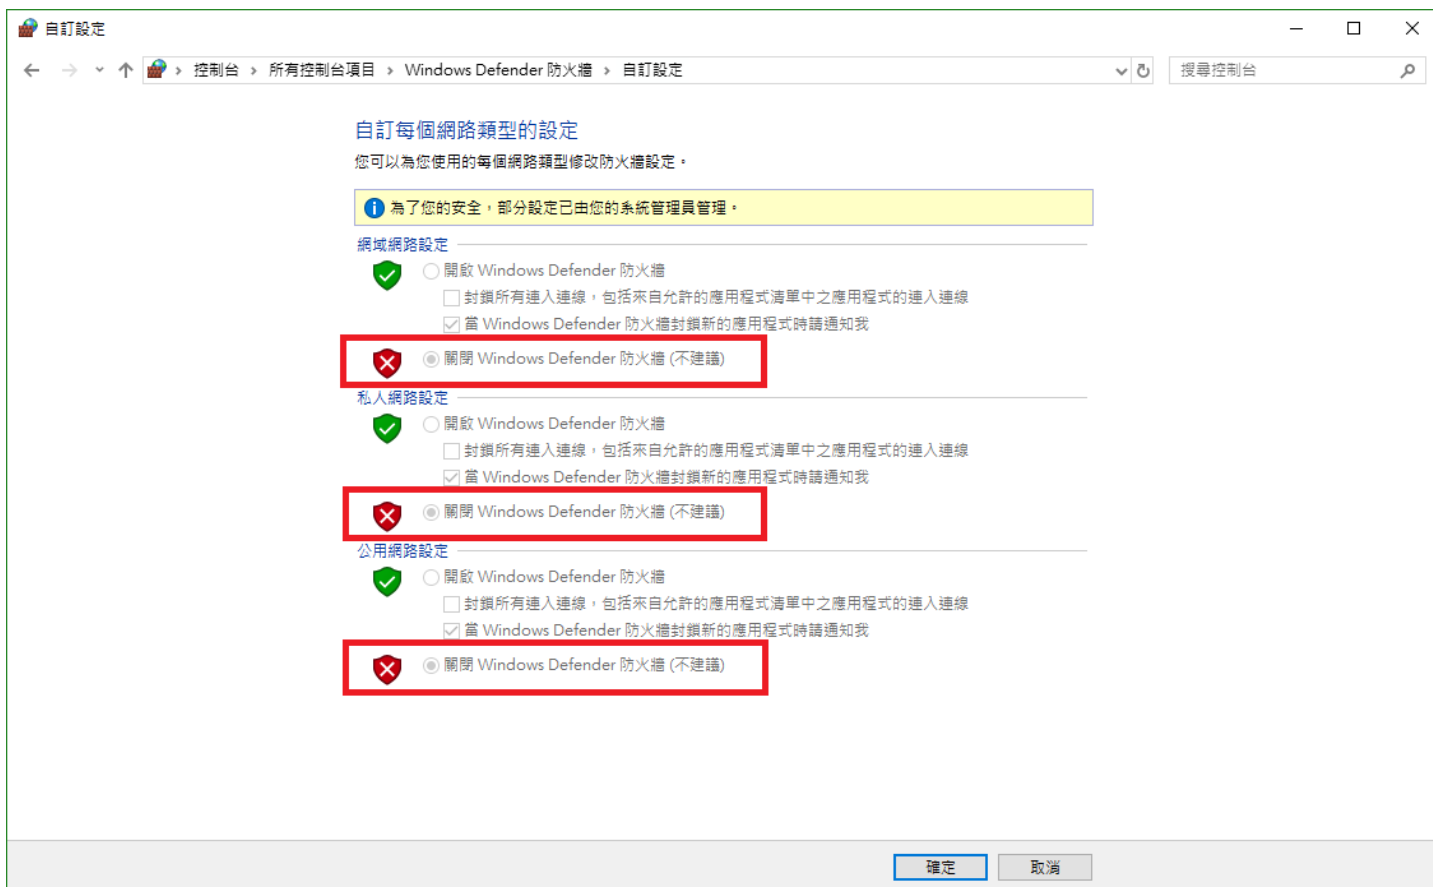 自訂設定
控制台 › 所有控制台項目 › Windows Defender 防火牆 › 自訂設定
搜尋控制台
自訂每個網路類型的設定
您可以為您使用的每個網路類型修改防火牆設定。
為了您的安全，部分設定已由您的系統管理員管理。
網域網路設定
開啟 Windows Defender 防火牆
封鎖所有連入連線，包括來自允許的應用程式清單中之應用程式的連入連線
當 Windows Defender 防火牆封鎖新的應用程式時請通知我
關閉 Windows Defender 防火牆 (不建議)
私人網路設定
開啟 Windows Defender 防火牆
封鎖所有連入連線，包括來自允許的應用程式清單中之應用程式的連入連線
當 Windows Defender 防火牆封鎖新的應用程式時請通知我
關閉 Windows Defender 防火牆 (不建議)
公用網路設定
開啟 Windows Defender 防火牆
封鎖所有連入連線，包括來自允許的應用程式清單中之應用程式的連入連線
當 Windows Defender 防火牆封鎖新的應用程式時請通知我
關閉 Windows Defender 防火牆 (不建議)
確定
取消